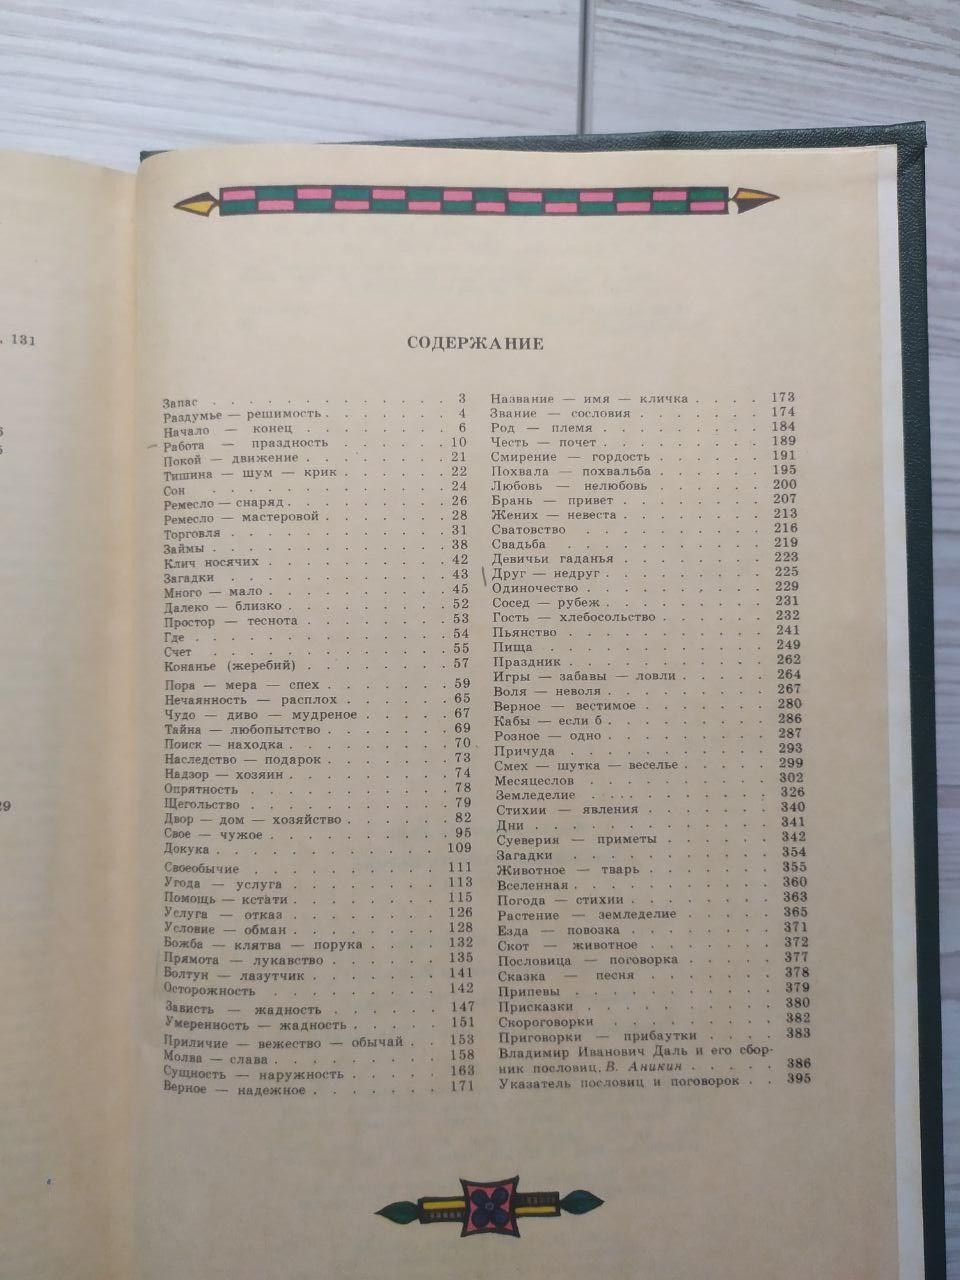 131
29
СОДЕРЖАНИЕ
Запас . . . . . . . . . . . . . 3
Раздумье — решимость . . . . . . . 4
Начало — конец . . . . . . . . 6
Работа — праздность . . . . . . 10
Покой — движение . . . . . . . . 21
Тишина — шум — крик . . . . . . 22
Сон . . . . . . . . . . . . . 24
Ремесло — снаряд . . . . . . . . . 26
Ремесло — мастеровой . . . . . . . 28
Торговля . . . . . . . . . . . . 31
Займы . . . . . . . . . . . . . 38
Клич носячих . . . . . . . . . . 42
Загадки . . . . . . . . . . . . 43
Много — мало . . . . . . . . . . 45
Далеко — близко . . . . . . . . . 52
Простор — теснота . . . . . . . . 53
Где . . . . . . . . . . . . . . 54
Счет . . . . . . . . . . . . . 55
Конанье (жеребий) . . . . . . . . 57
Пора — мера — спех . . . . . . . 59
Нечаянность — расплох . . . . . . 65
Чудо — диво — мудреное . . . . . 67
Тайна — любопытство . . . . . . . 69
Поиск — находка . . . . . . . . . 70
Наследство — подарок . . . . . . . 73
Надзор — хозяин . . . . . . . . . 74
Опрятность . . . . . . . . . . . 78
Щегольство . . . . . . . . . . . 79
Двор — дом — хозяйство . . . . . . 82
Свое — чужое . . . . . . . . . . 95
Докука . . . . . . . . . . . . 109
Своеобычие . . . . . . . . . . 111
Угода — услуга . . . . . . . . . 113
Помощь — кстати . . . . . . . . 115
Услуга — отказ . . . . . . . . . 126
Условие — обман . . . . . . . . 128
Божба — клятва — порука . . . . 132
Прямота — лукавство . . . . . . 135
Болтун — лазутчик . . . . . . . 141
Осторожность . . . . . . . . . 142
Зависть — жадность . . . . . . 147
Умеренность — жадность . . . . . 151
Приличие — вежество — обычай . . 153
Молва — слава . . . . . . . . . 158
Сущность — наружность . . . . . 163
Верное — надежное . . . . . . . 171
Название — имя — кличка . . . . 173
Звание — сословия . . . . . . . 174
Род — племя . . . . . . . . . 184
Честь — почет . . . . . . . . . 189
Смирение — гордость . . . . . . 191
Похвала — похвальба . . . . . . 195
Любовь — нелюбовь . . . . . . 200
Брань — привет . . . . . . . . 207
Жених — невеста . . . . . . . . 213
Сватовство . . . . . . . . . . 216
Свадьба . . . . . . . . . . . 219
Девичьи гаданья . . . . . . . . 223
Друг — недруг . . . . . . . . . 225
Одиночество . . . . . . . . . . 229
Сосед — рубеж . . . . . . . . . 231
Гость — хлебосольство . . . . . . 232
Пьянство . . . . . . . . . . . 241
Пища . . . . . . . . . . . . 249
Праздник . . . . . . . . . . . 262
Игры — забавы — ловли . . . . . 264
Воля — неволя . . . . . . . . . 267
Верное — вестимое . . . . . . . 280
Кабы — если б . . . . . . . . . 286
Розное — одно . . . . . . . . . 287
Причуда . . . . . . . . . . . 293
Смех — шутка — веселье . . . . . 299
Месяцеслов . . . . . . . . . . 302
Земледелие . . . . . . . . . . 326
Стихии — явления . . . . . . . 340
Дни . . . . . . . . . . . . . 341
Суеверия — приметы . . . . . . 342
Загадки . . . . . . . . . . . 354
Животное — тварь . . . . . . . 355
Вселенная . . . . . . . . . . . 360
Погода — стихии . . . . . . . . 363
Растение — земледелие . . . . . 365
Езда — повозка . . . . . . . . 371
Скот — животное . . . . . . . 372
Пословица — поговорка . . . . . 377
Сказка — песня . . . . . . . 378
Припевы . . . . . . . . . . . 379
Присказки . . . . . . . . . . 380
Скороговорки . . . . . . . . . 382
Приговорки — прибаутки . . . . 383
Владимир Иванович Даль и его сбор-
ник пословиц. В. Аникин . . . . . 386
Указатель пословиц и поговорок . . 395